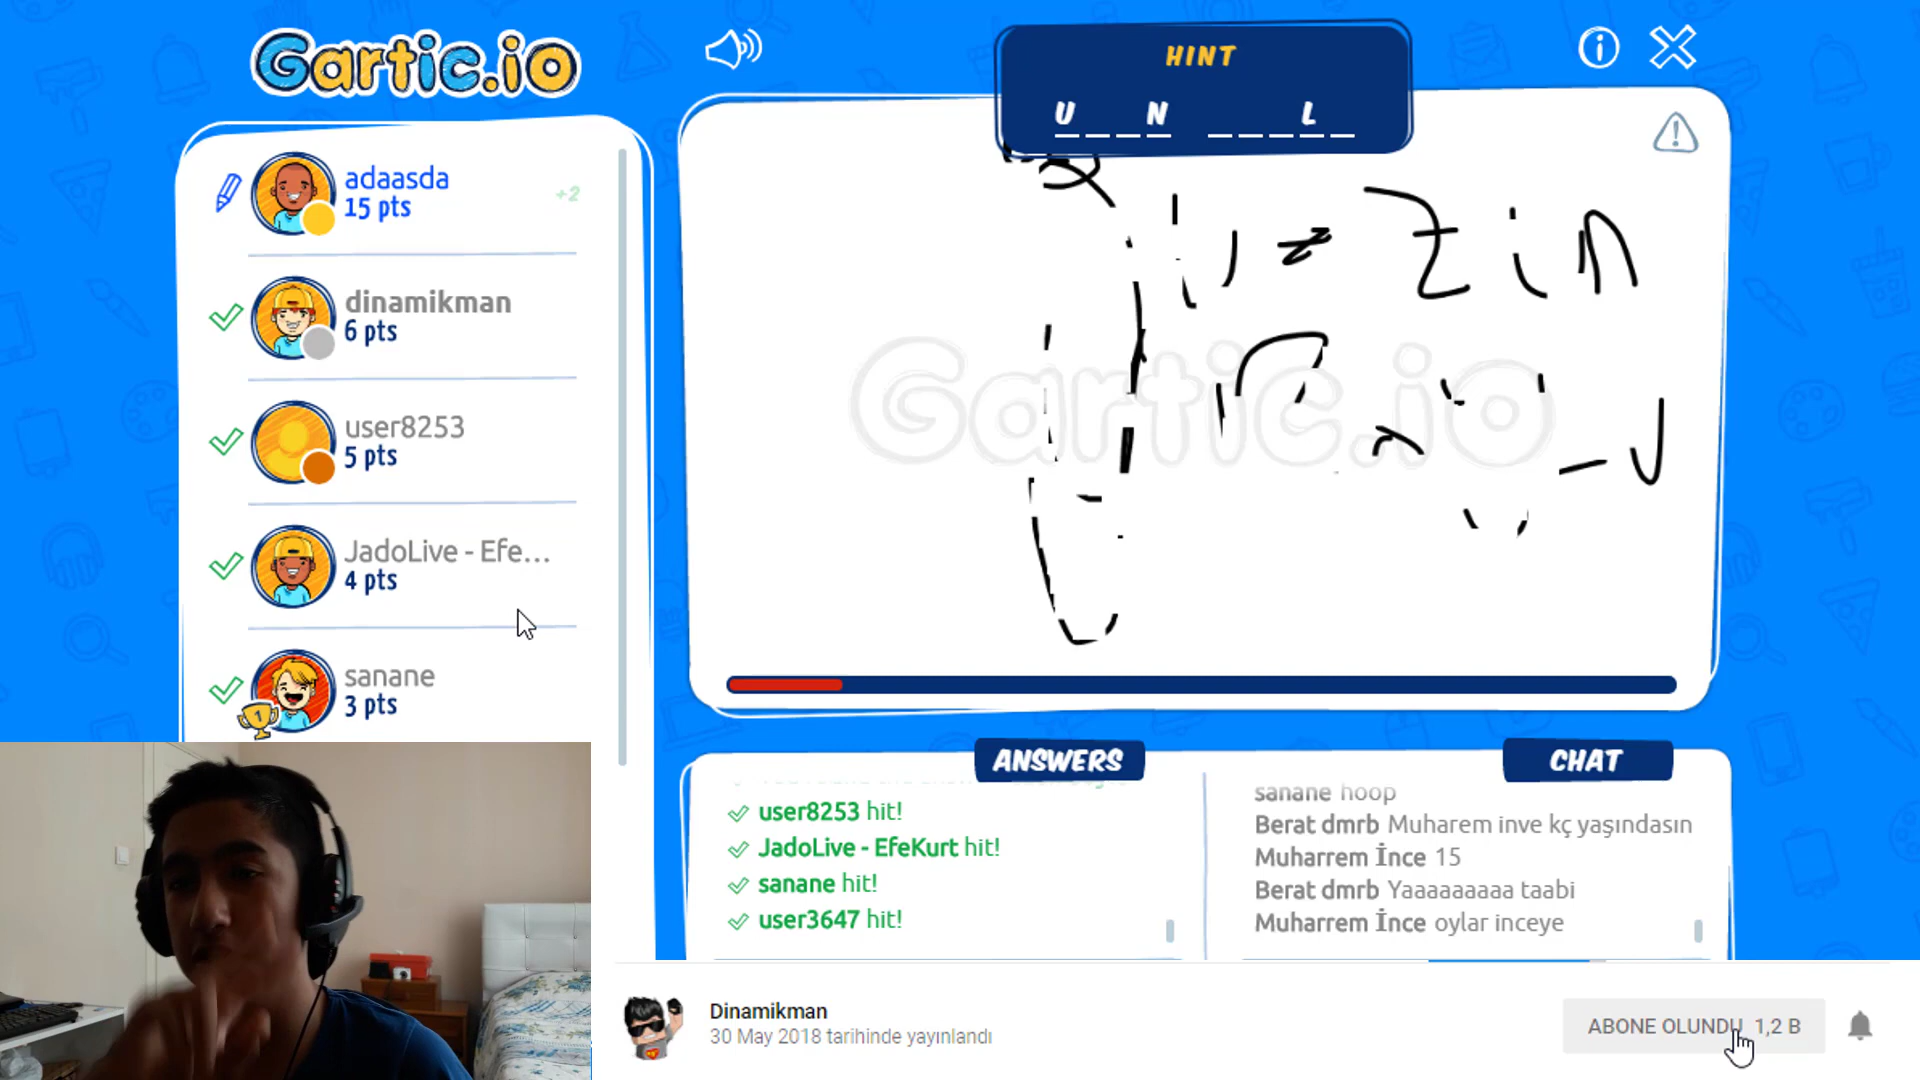 Gartic.io
HINT
U _ _ N _ _ _ L _
adaasda
15 pts
+2
dinamikman
6 pts
user8253
5 pts
JadoLive - Efe...
4 pts
sanane
3 pts
1
Gartic.io
ANSWERS
user8253 hit!
JadoLive - EfeKurt hit!
sanane hit!
user3647 hit!
CHAT
sanane hoop
Berat dmrb Muharem inve kç yaşındasın
Muharrem İnce 15
Berat dmrb Yaaaaaaaaa taabi
Muharrem İnce oylar inceye
Dinamikman
30 May 2018 tarihinde yayınlandı
ABONE OLUNDU 1,2 B